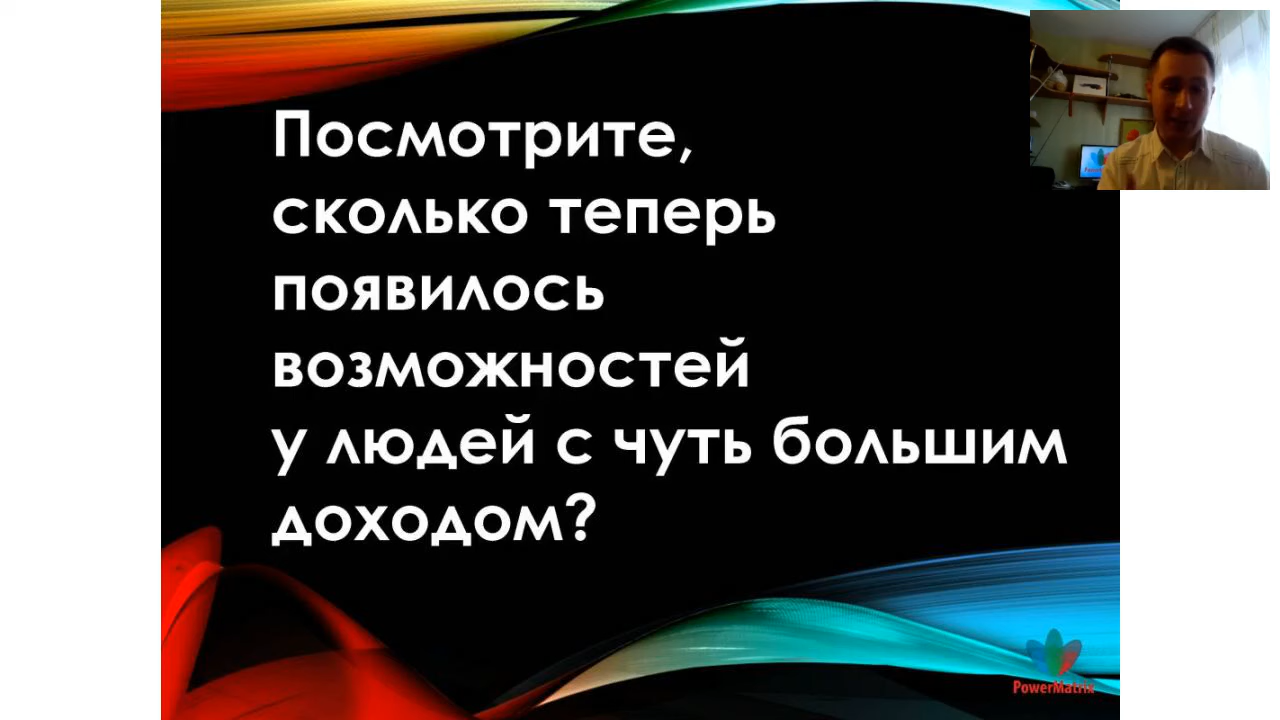 Посмотрите,
сколько теперь
появилось
возможностей
у людей с чуть большим
доходом?
PowerMatrix